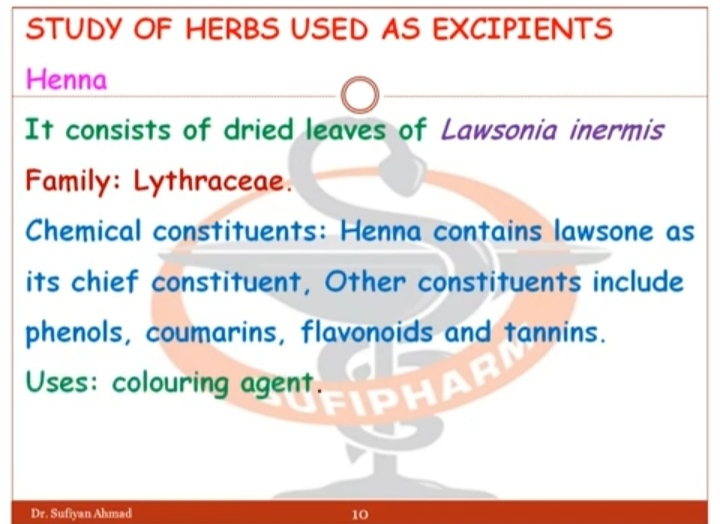 STUDY OF HERBS USED AS EXCIPIENTS
Henna
It consists of dried leaves of Lawsonia inermis
Family: Lythraceae.
Chemical constituents: Henna contains lawsone as
its chief constituent, Other constituents include
phenols, coumarins, flavonoids and tannins.
Uses: colouring agent.
SUFIPHARM
Dr. Sufiyan Ahmad
10